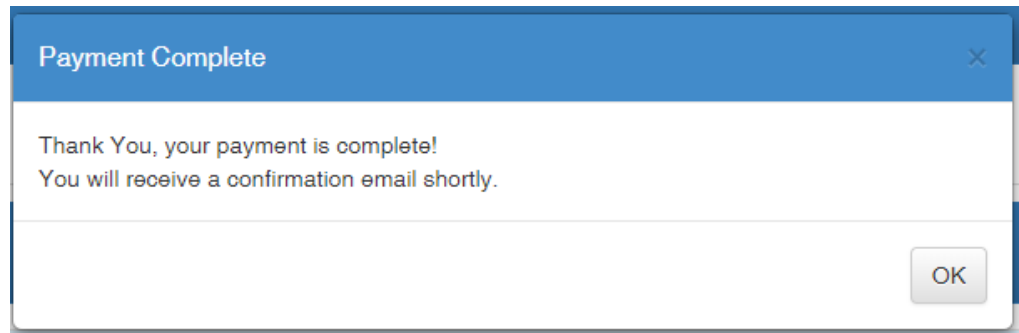 Payment Complete ×
Thank You, your payment is complete!
You will receive a confirmation email shortly.
OK